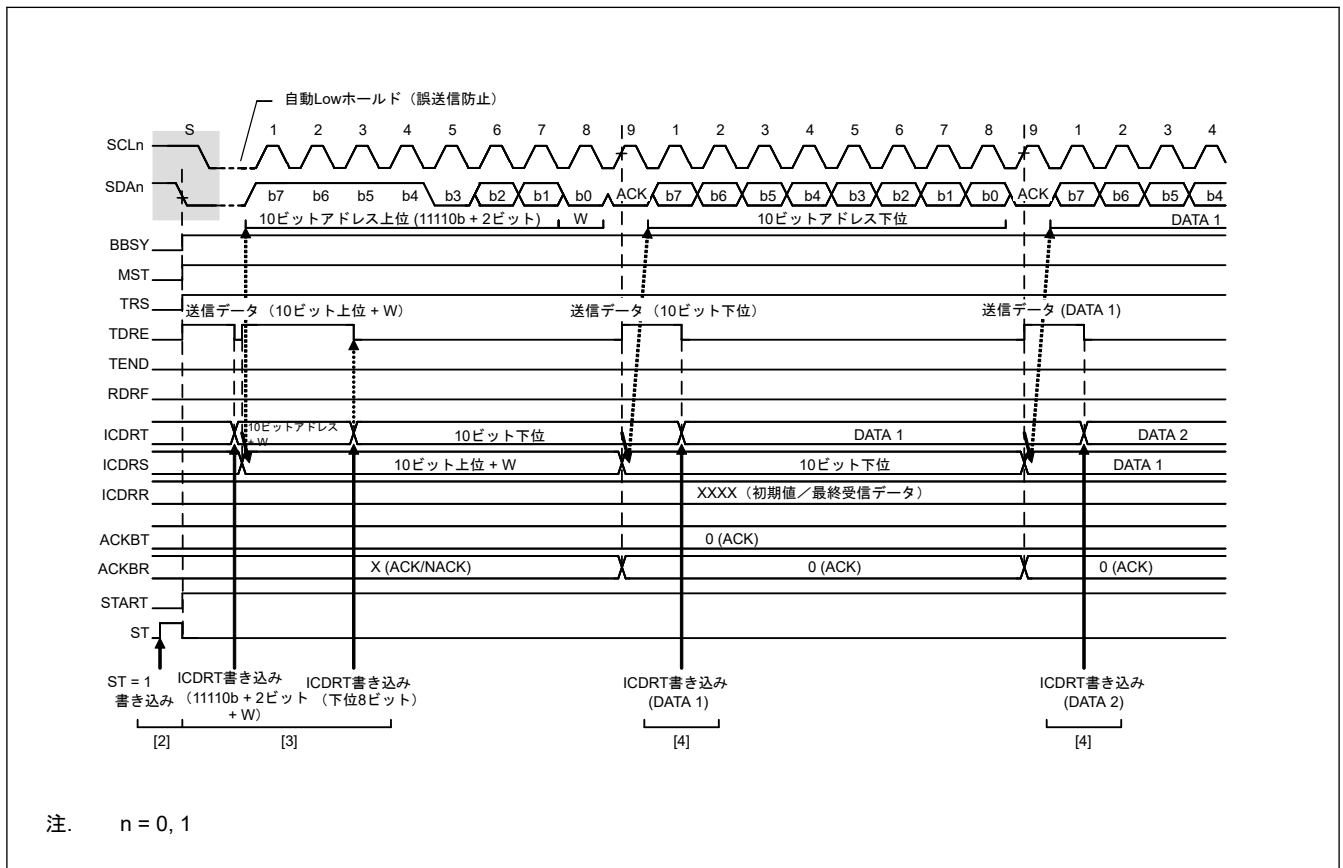 自動Lowホールド（誤送信防止）
S 1 2 3 4 5 6 7 8 9 1 2 3 4 5 6 7 8 9 1 2 3 4
SCLn
SDAn b7 b6 b5 b4 b3 b2 b1 b0 ACK b7 b6 b5 b4 b3 b2 b1 b0 ACK b7 b6 b5 b4
10ビットアドレス上位 (11110b + 2ビット) W 10ビットアドレス下位 DATA 1
BBSY
MST
TRS
送信データ（10ビット上位 + W） 送信データ（10ビット下位） 送信データ (DATA 1)
TDRE
TEND
RDRF
ICDRT 10ビットアドレス + W 10ビット下位 DATA 1 DATA 2
ICDRS 10ビット上位 + W 10ビット下位 DATA 1
ICDRR XXXX（初期値／最終受信データ）
ACKBT 0 (ACK)
ACKBR X (ACK/NACK) 0 (ACK) 0 (ACK)
START
ST
ST = 1
書き込み
ICDRT書き込み
（11110b + 2ビット
+ W）
ICDRT書き込み
（下位8ビット）
ICDRT書き込み
(DATA 1)
ICDRT書き込み
(DATA 2)
[2] [3] [4] [4]
注. n = 0, 1